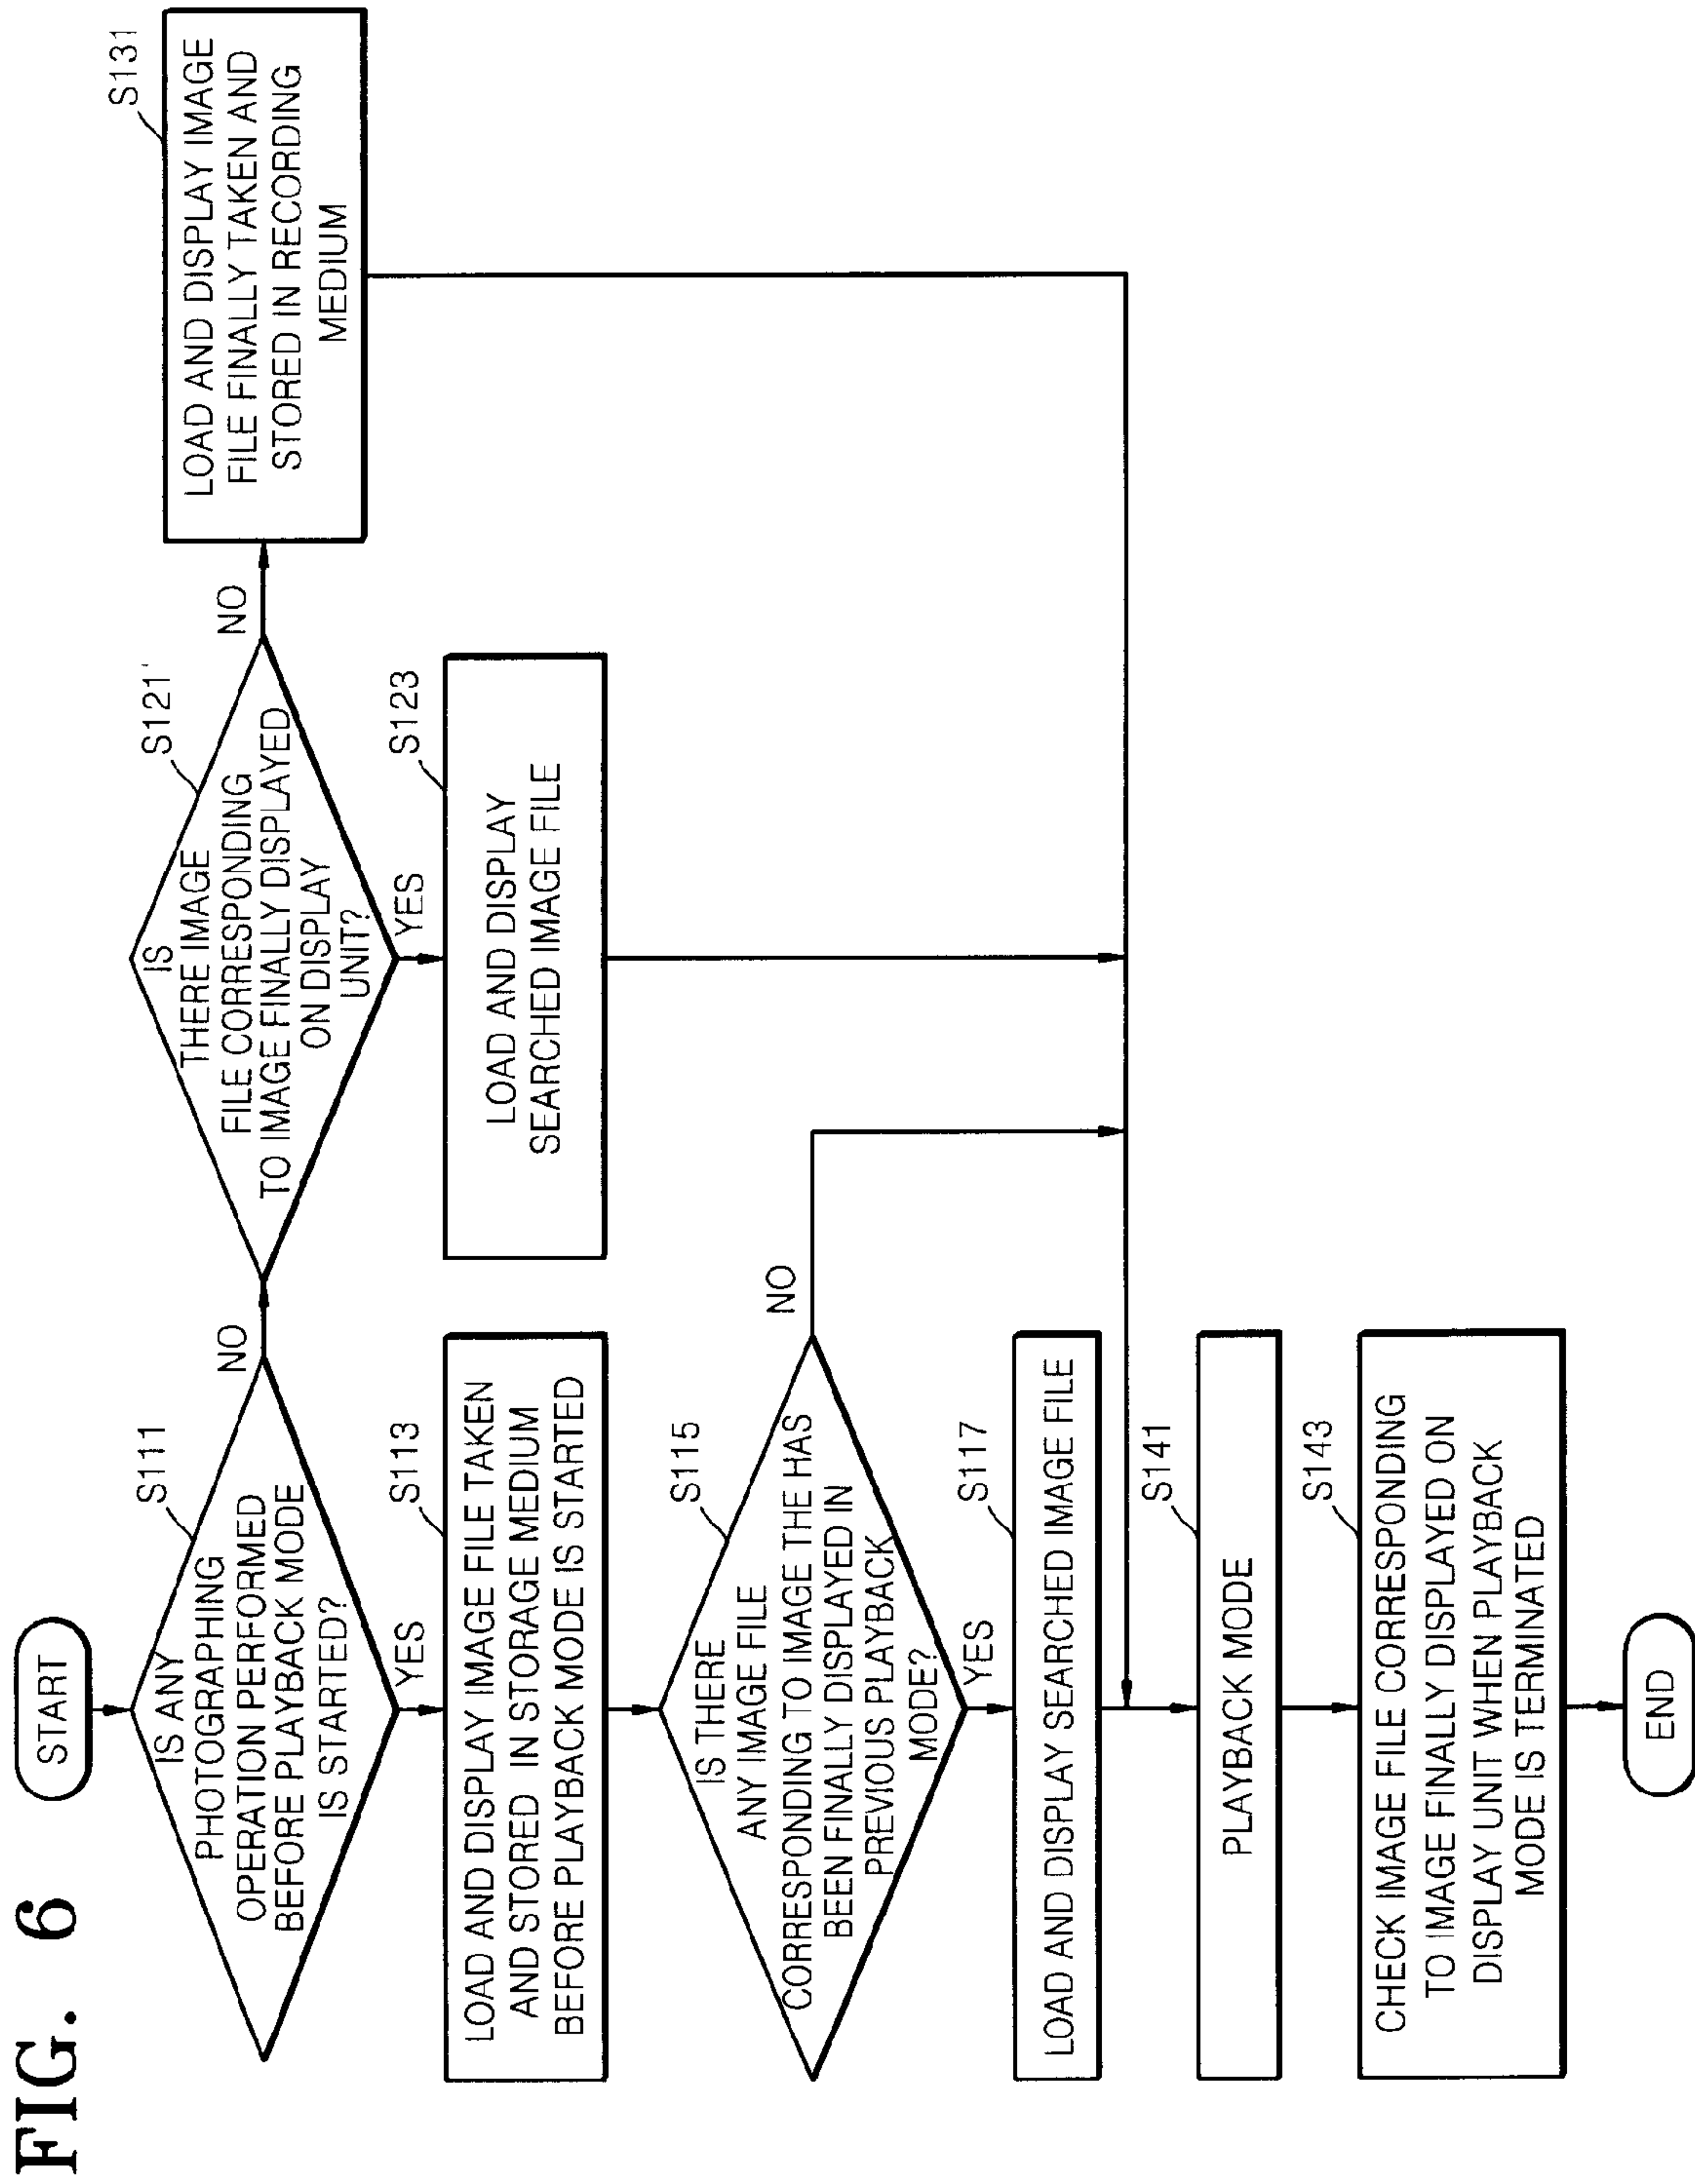 FIG. 6
START
S111
IS ANY
PHOTOGRAPHING
OPERATION PERFORMED
BEFORE PLAYBACK MODE
IS STARTED?
NO
YES
S121'
IS
THERE IMAGE
FILE CORRESPONDING
TO IMAGE FINALLY DISPLAYED
ON DISPLAY
UNIT?
NO
YES
S131
LOAD AND DISPLAY IMAGE
FILE FINALLY TAKEN AND
STORED IN RECORDING
MEDIUM
S113
LOAD AND DISPLAY IMAGE FILE TAKEN
AND STORED IN STORAGE MEDIUM
BEFORE PLAYBACK MODE IS STARTED
S123
LOAD AND DISPLAY
SEARCHED IMAGE FILE
S115
IS THERE
ANY IMAGE FILE
CORRESPONDING TO IMAGE THE HAS
BEEN FINALLY DISPLAYED IN
PREVIOUS PLAYBACK
MODE?
NO
YES
S117
LOAD AND DISPLAY SEARCHED IMAGE FILE
S141
PLAYBACK MODE
S143
CHECK IMAGE FILE CORRESPONDING
TO IMAGE FINALLY DISPLAYED ON
DISPLAY UNIT WHEN PLAYBACK
MODE IS TERMINATED
END